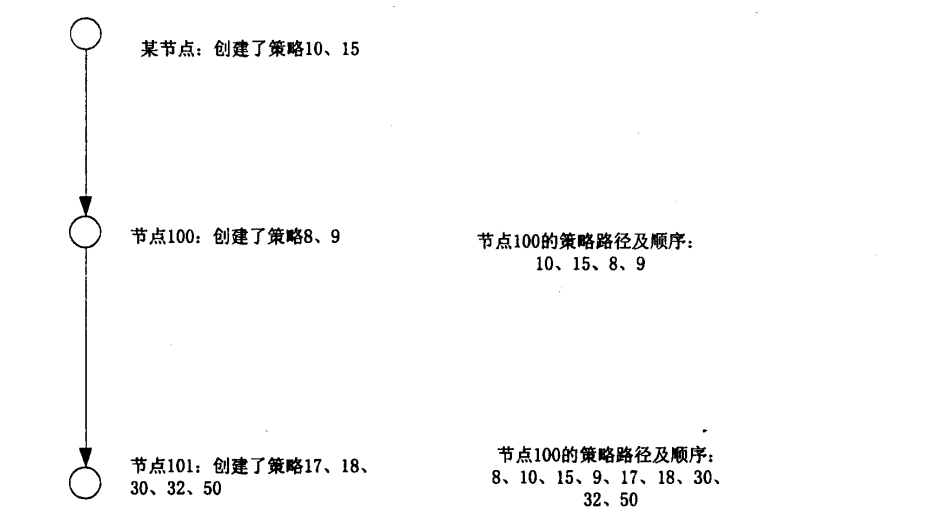 某节点：创建了策略10、15
节点100：创建了策略8、9
节点100的策略路径及顺序：
10、15、8、9
节点101：创建了策略17、18、
30、32、50
节点100的策略路径及顺序：
8、10、15、9、17、18、30、
32、50